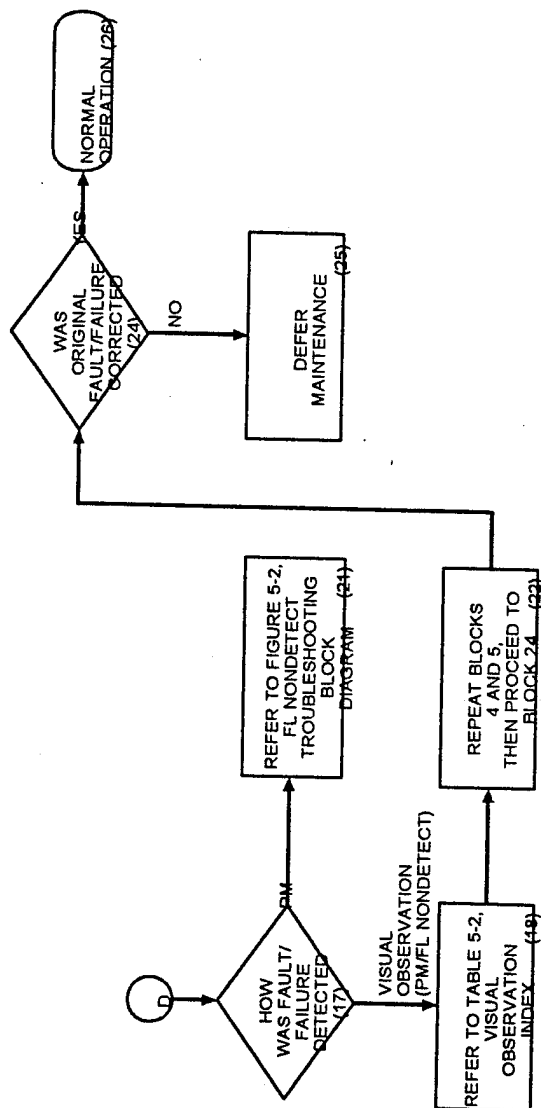 D
HOW
WAS FAULT/
FAILURE
DETECTED
(17)
PM
REFER TO FIGURE 5-2,
FL NONDETECT
TROUBLESHOOTING
BLOCK
DIAGRAM (21)
VISUAL
OBSERVATION
(PM/FL NONDETECT)
REFER TO TABLE 5-2,
VISUAL
OBSERVATION
INDEX (18)
REPEAT BLOCKS
4 AND 5,
THEN PROCEED TO
BLOCK 24 (22)
WAS
ORIGINAL
FAULT/FAILURE
CORRECTED
(24)
YES
NORMAL
OPERATION (26)
NO
DEFER
MAINTENANCE
(25)